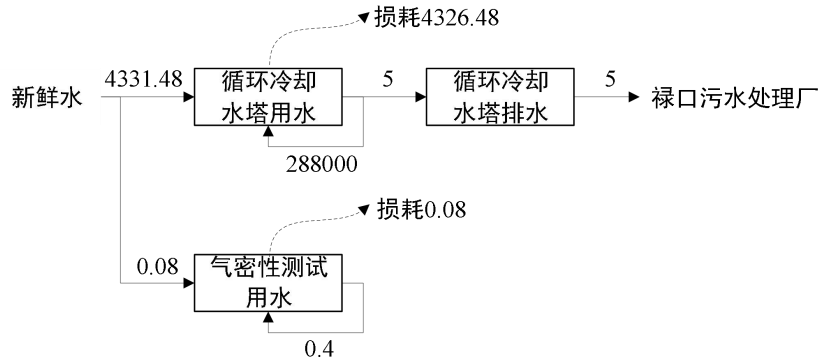 损耗4326.48
新鲜水
4331.48
循环冷却
水塔用水
5
循环冷却
水塔排水
5
禄口污水处理厂
288000
损耗0.08
0.08
气密性测试
用水
0.4